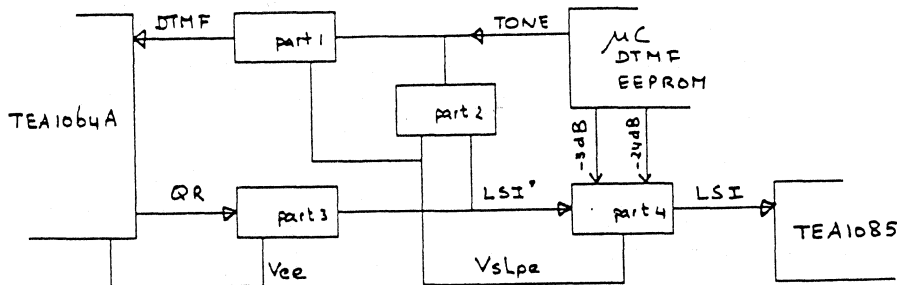 DTMF
part 1
TONE
µC
DTMF
EEPROM
TEA1064A
part 2
-3dB
-24dB
QR
part 3
LSI'
part 4
LSI
TEA1085
Vee
Vslpe